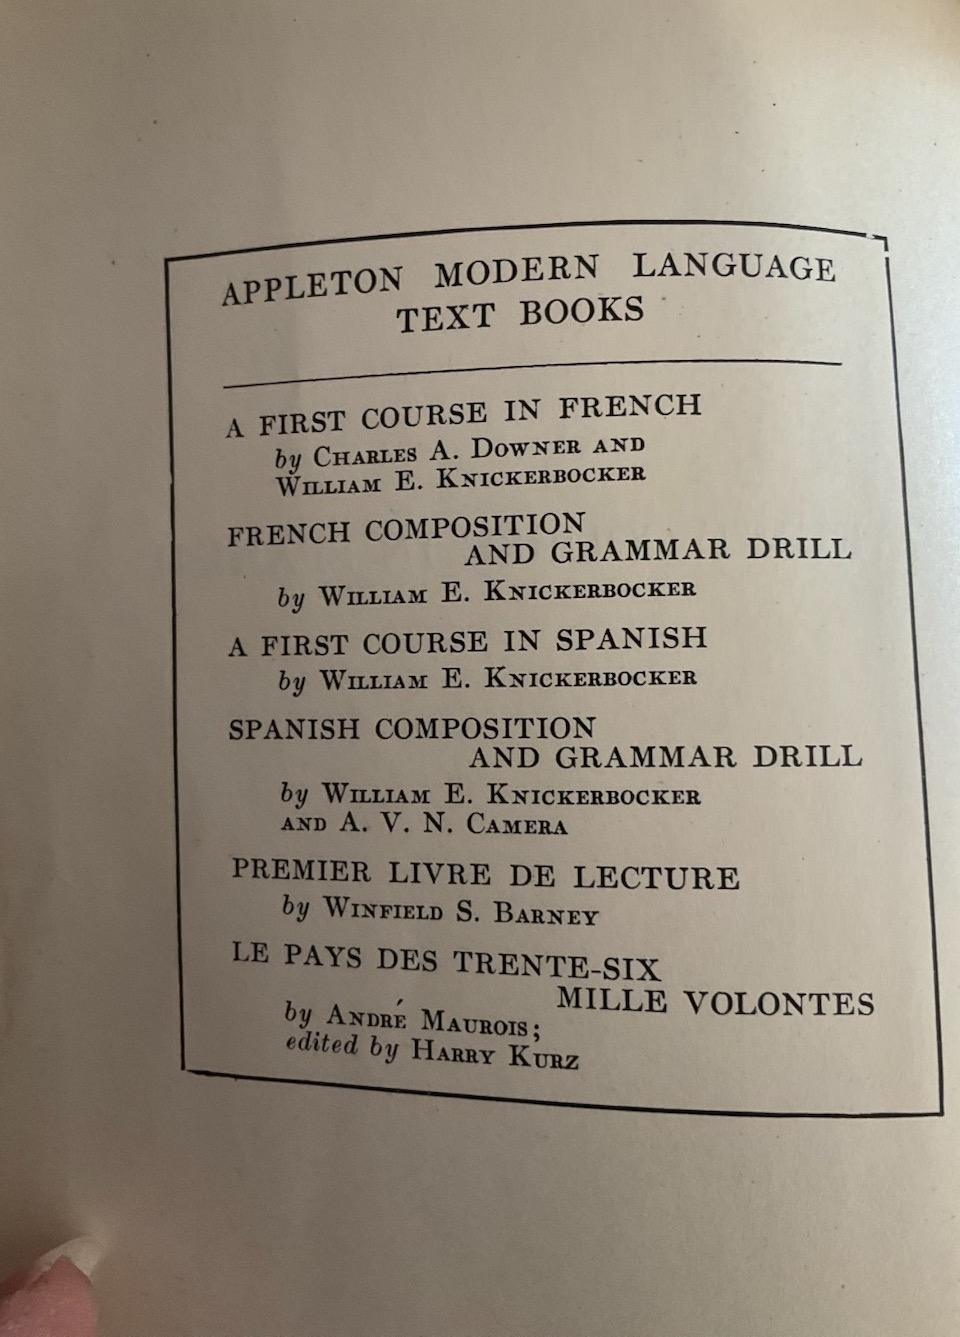 APPLETON MODERN LANGUAGE
TEXT BOOKS
A FIRST COURSE IN FRENCH
by CHARLES A. DOWNER AND
WILLIAM E. KNICKERBOCKER
FRENCH COMPOSITION
AND GRAMMAR DRILL
by WILLIAM E. KNICKERBOCKER
A FIRST COURSE IN SPANISH
by WILLIAM E. KNICKERBOCKER
SPANISH COMPOSITION
AND GRAMMAR DRILL
by WILLIAM E. KNICKERBOCKER
AND A. V. N. CAMERA
PREMIER LIVRE DE LECTURE
by WINFIELD S. BARNEY
LE PAYS DES TRENTE-SIX
MILLE VOLONTES
by ANDRÉ MAUROIS;
edited by HARRY KURZ